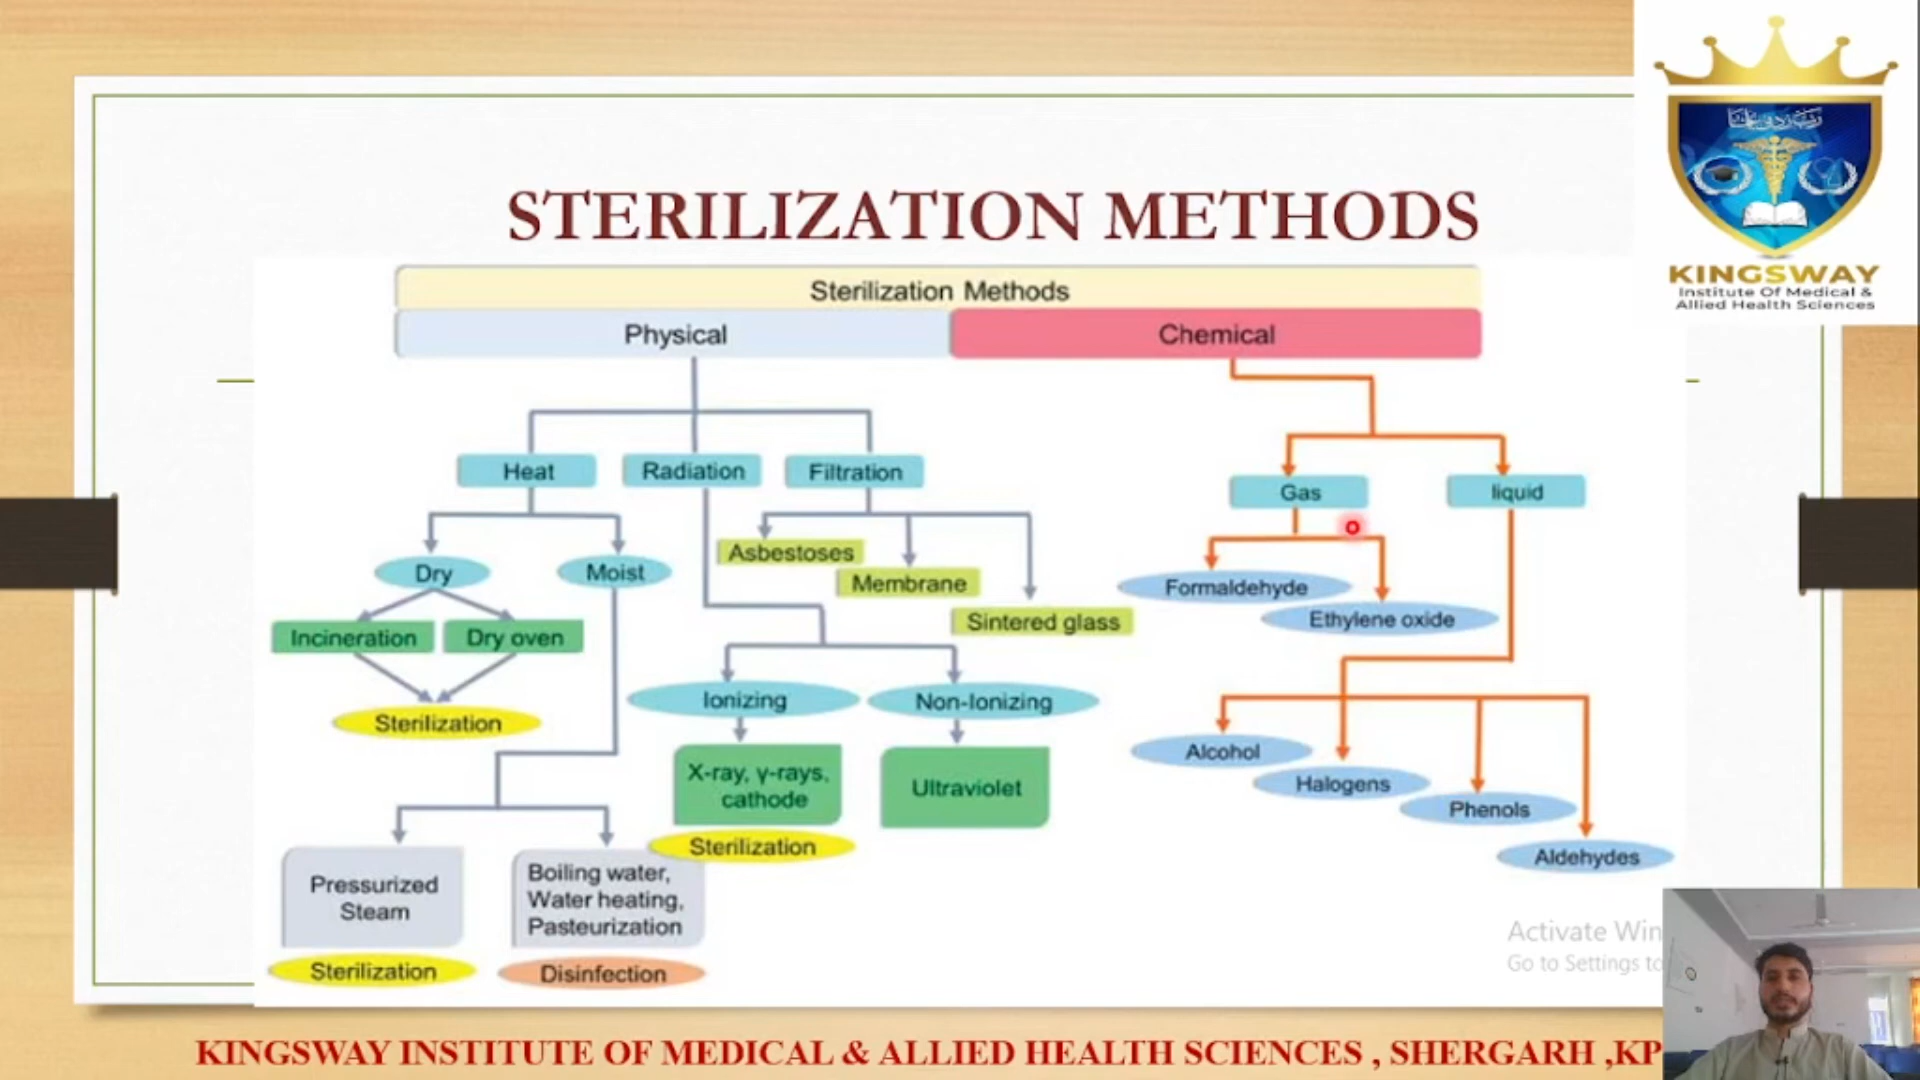 STERILIZATION METHODS
Sterilization Methods
Physical
Chemical
Heat
Radiation
Filtration
Gas
liquid
Asbestoses
Membrane
Sintered glass
Dry
Moist
Formaldehyde
Ethylene oxide
Incineration
Dry oven
Sterilization
Ionizing
Non-Ionizing
X-ray, γ-rays,
cathode
Ultraviolet
Sterilization
Alcohol
Halogens
Phenols
Aldehydes
Pressurized
Steam
Boiling water,
Water heating,
Pasteurization
Sterilization
Disinfection
KINGSWAY
Institute Of Medical &
Allied Health Sciences
Activate Win
Go to Settings to
KINGSWAY INSTITUTE OF MEDICAL & ALLIED HEALTH SCIENCES , SHERGARH ,KP